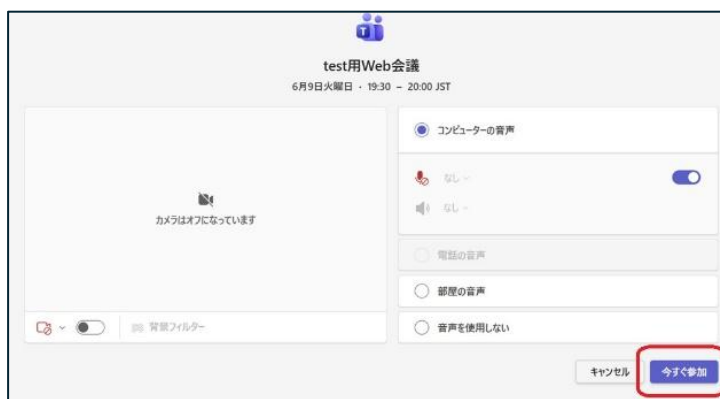 test用Web会議
6月9日火曜日 · 19:30 – 20:00 JST
カメラはオフになっています
背景フィルター
コンピューターの音声
なし
なし
電話の音声
部屋の音声
音声を使用しない
キャンセル
今すぐ参加